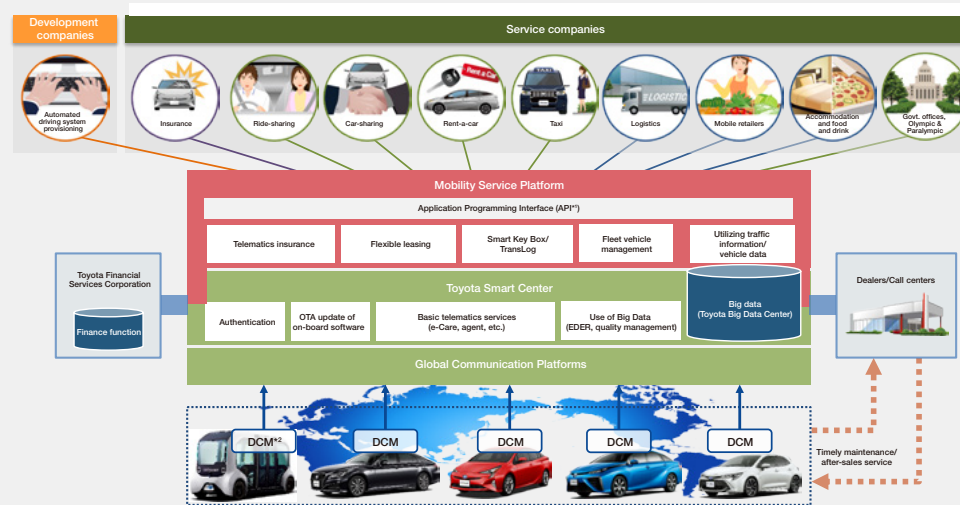 Development
companies
Service companies
Automated
driving system
provisioning
Insurance
Ride-sharing
Car-sharing
Rent a Car
Rent-a-car
TAXI
Taxi
LOGISTIC
Logistics
Mobile retailers
Accommodation
and food
and drink
Govt. offices,
Olympic &
Paralympic
Mobility Service Platform
Application Programming Interface (API*¹)
Telematics insurance
Flexible leasing
Smart Key Box/
TransLog
Fleet vehicle
management
Utilizing traffic
information/
vehicle data
Toyota Financial
Services Corporation
Finance function
Toyota Smart Center
Authentication
OTA update of
on-board software
Basic telematics services
(e-Care, agent, etc.)
Use of Big Data
(EDER, quality management)
Big data
(Toyota Big Data Center)
Dealers/Call centers
Global Communication Platforms
DCM*²
DCM
DCM
DCM
DCM
Timely maintenance/
after-sales service